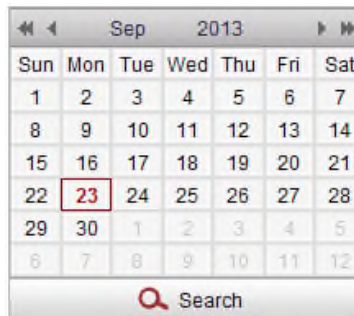 Sep 2013
Sun Mon Tue Wed Thu Fri Sat
1 2 3 4 5 6 7
8 9 10 11 12 13 14
15 16 17 18 19 20 21
22 23 24 25 26 27 28
29 30 1 2 3 4 5
6 7 8 9 10 11 12
Search